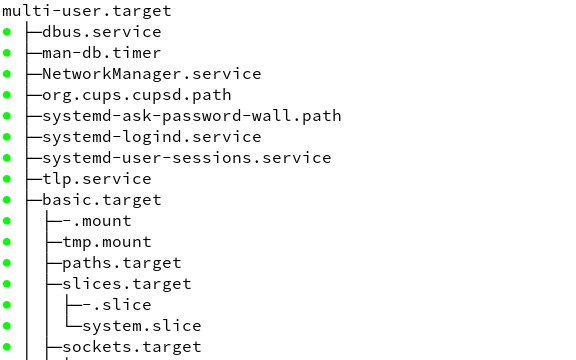 multi-user.target
● ├─dbus.service
● ├─man-db.timer
● ├─NetworkManager.service
● ├─org.cups.cupsd.path
● ├─systemd-ask-password-wall.path
● ├─systemd-logind.service
● ├─systemd-user-sessions.service
● ├─tlp.service
● ├─basic.target
● │ ├─-.mount
● │ ├─tmp.mount
● │ ├─paths.target
● │ ├─slices.target
● │ │ ├─-.slice
● │ │ └─system.slice
● │ ├─sockets.target